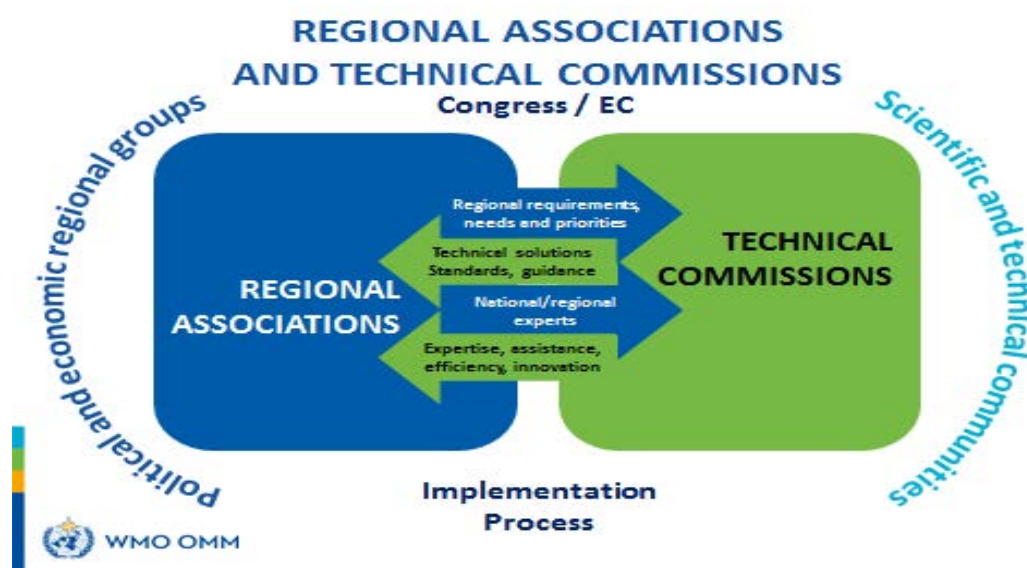 REGIONAL ASSOCIATIONS
AND TECHNICAL COMMISSIONS
Congress / EC
Political and economic regional groups
Scientific and technical communities
Regional requirements,
needs and priorities
Technical solutions
Standards, guidance
National/regional
experts
Expertise, assistance,
efficiency, innovation
REGIONAL
ASSOCIATIONS
TECHNICAL
COMMISSIONS
Implementation
Process
WMO OMM